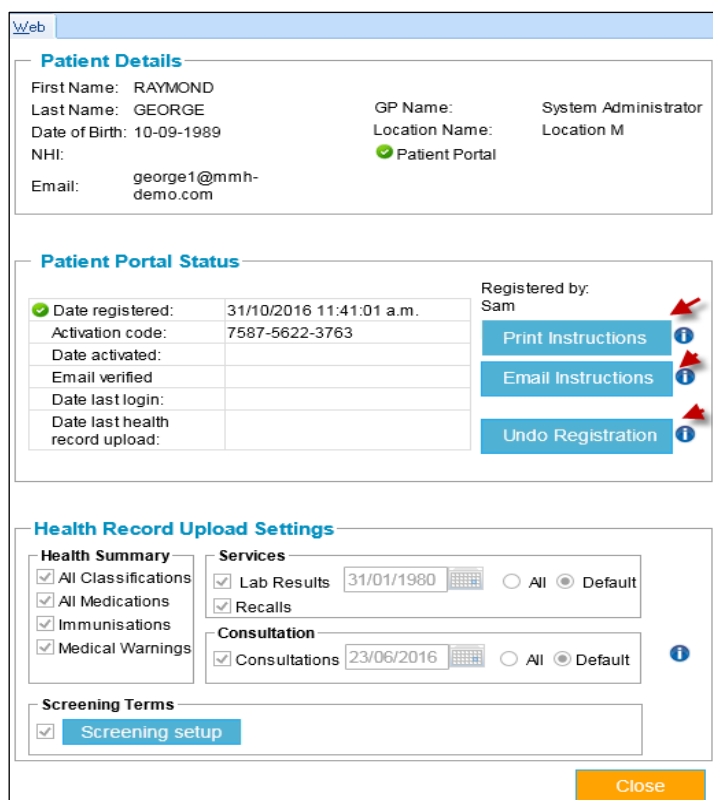 Web
Patient Details
First Name: RAYMOND
Last Name: GEORGE
GP Name: System Administrator
Date of Birth: 10-09-1989
Location Name: Location M
NHI:
Patient Portal
Email: george1@mmh-
demo.com
Patient Portal Status
Registered by:
Sam
Date registered: 31/10/2016 11:41:01 a.m.
Activation code: 7587-5622-3763
Date activated:
Email verified
Date last login:
Date last health
record upload:
Print Instructions
Email Instructions
Undo Registration
Health Record Upload Settings
Health Summary
All Classifications
All Medications
Immunisations
Medical Warnings
Services
Lab Results 31/01/1980 All Default
Recalls
Consultation
Consultations 23/06/2016 All Default
Screening Terms
Screening setup
Close